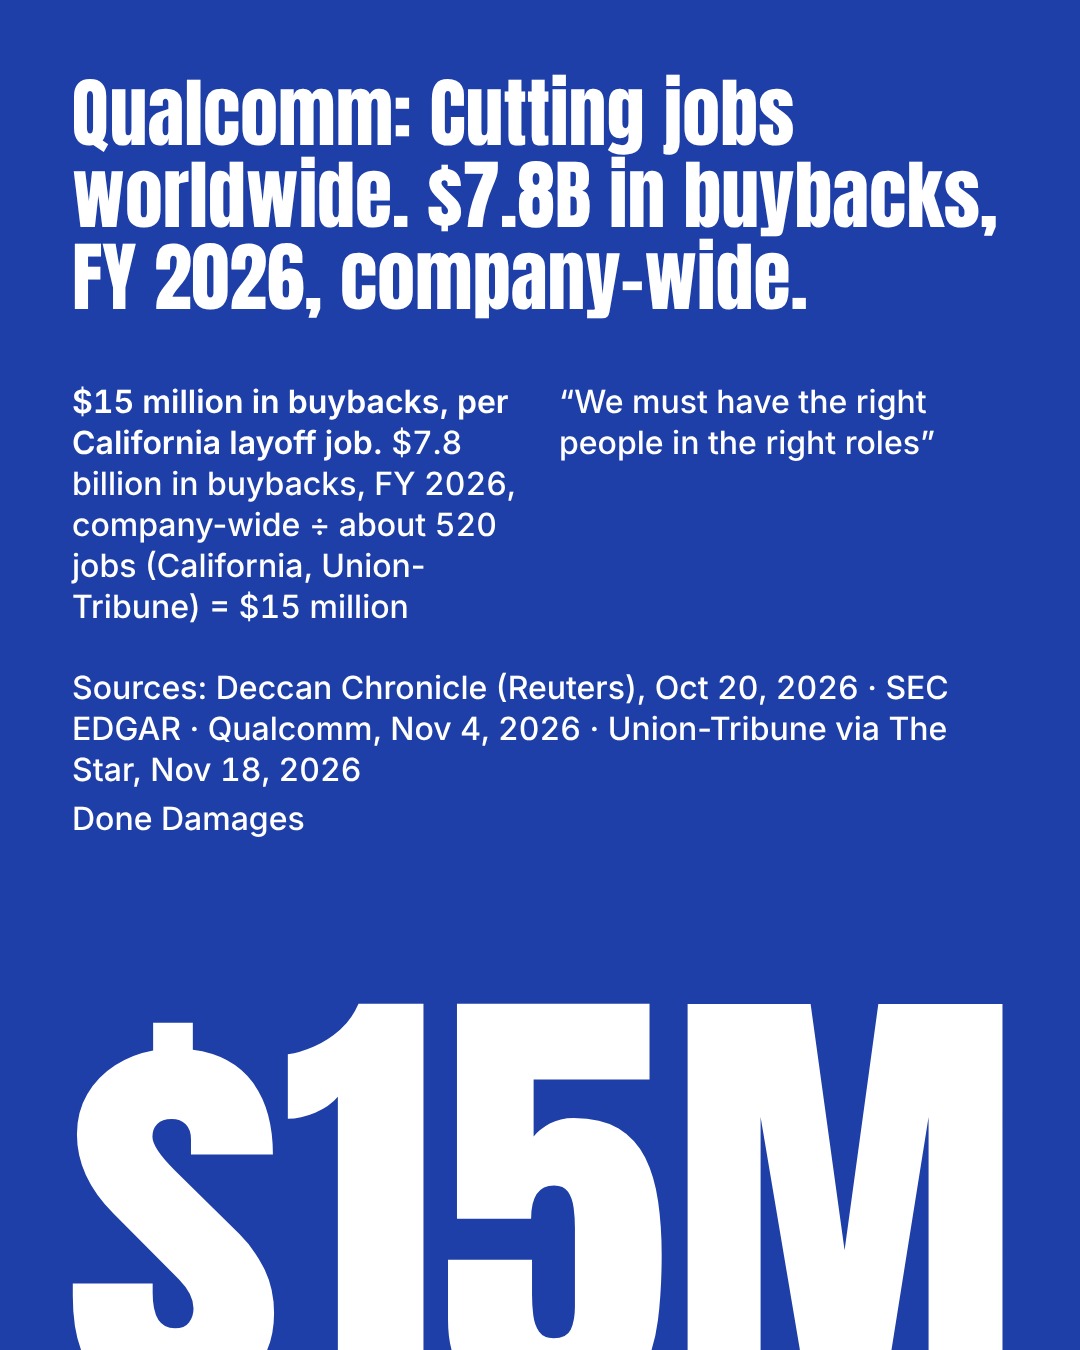 Qualcomm: Cutting jobs
worldwide. $7.8B in buybacks,
FY 2026, company-wide.
$15 million in buybacks, per
California layoff job. $7.8
billion in buybacks, FY 2026,
company-wide ÷ about 520
jobs (California, Union-
Tribune) = $15 million
“We must have the right
people in the right roles”
Sources: Deccan Chronicle (Reuters), Oct 20, 2026 · SEC
EDGAR · Qualcomm, Nov 4, 2026 · Union-Tribune via The
Star, Nov 18, 2026
Done Damages
$15M